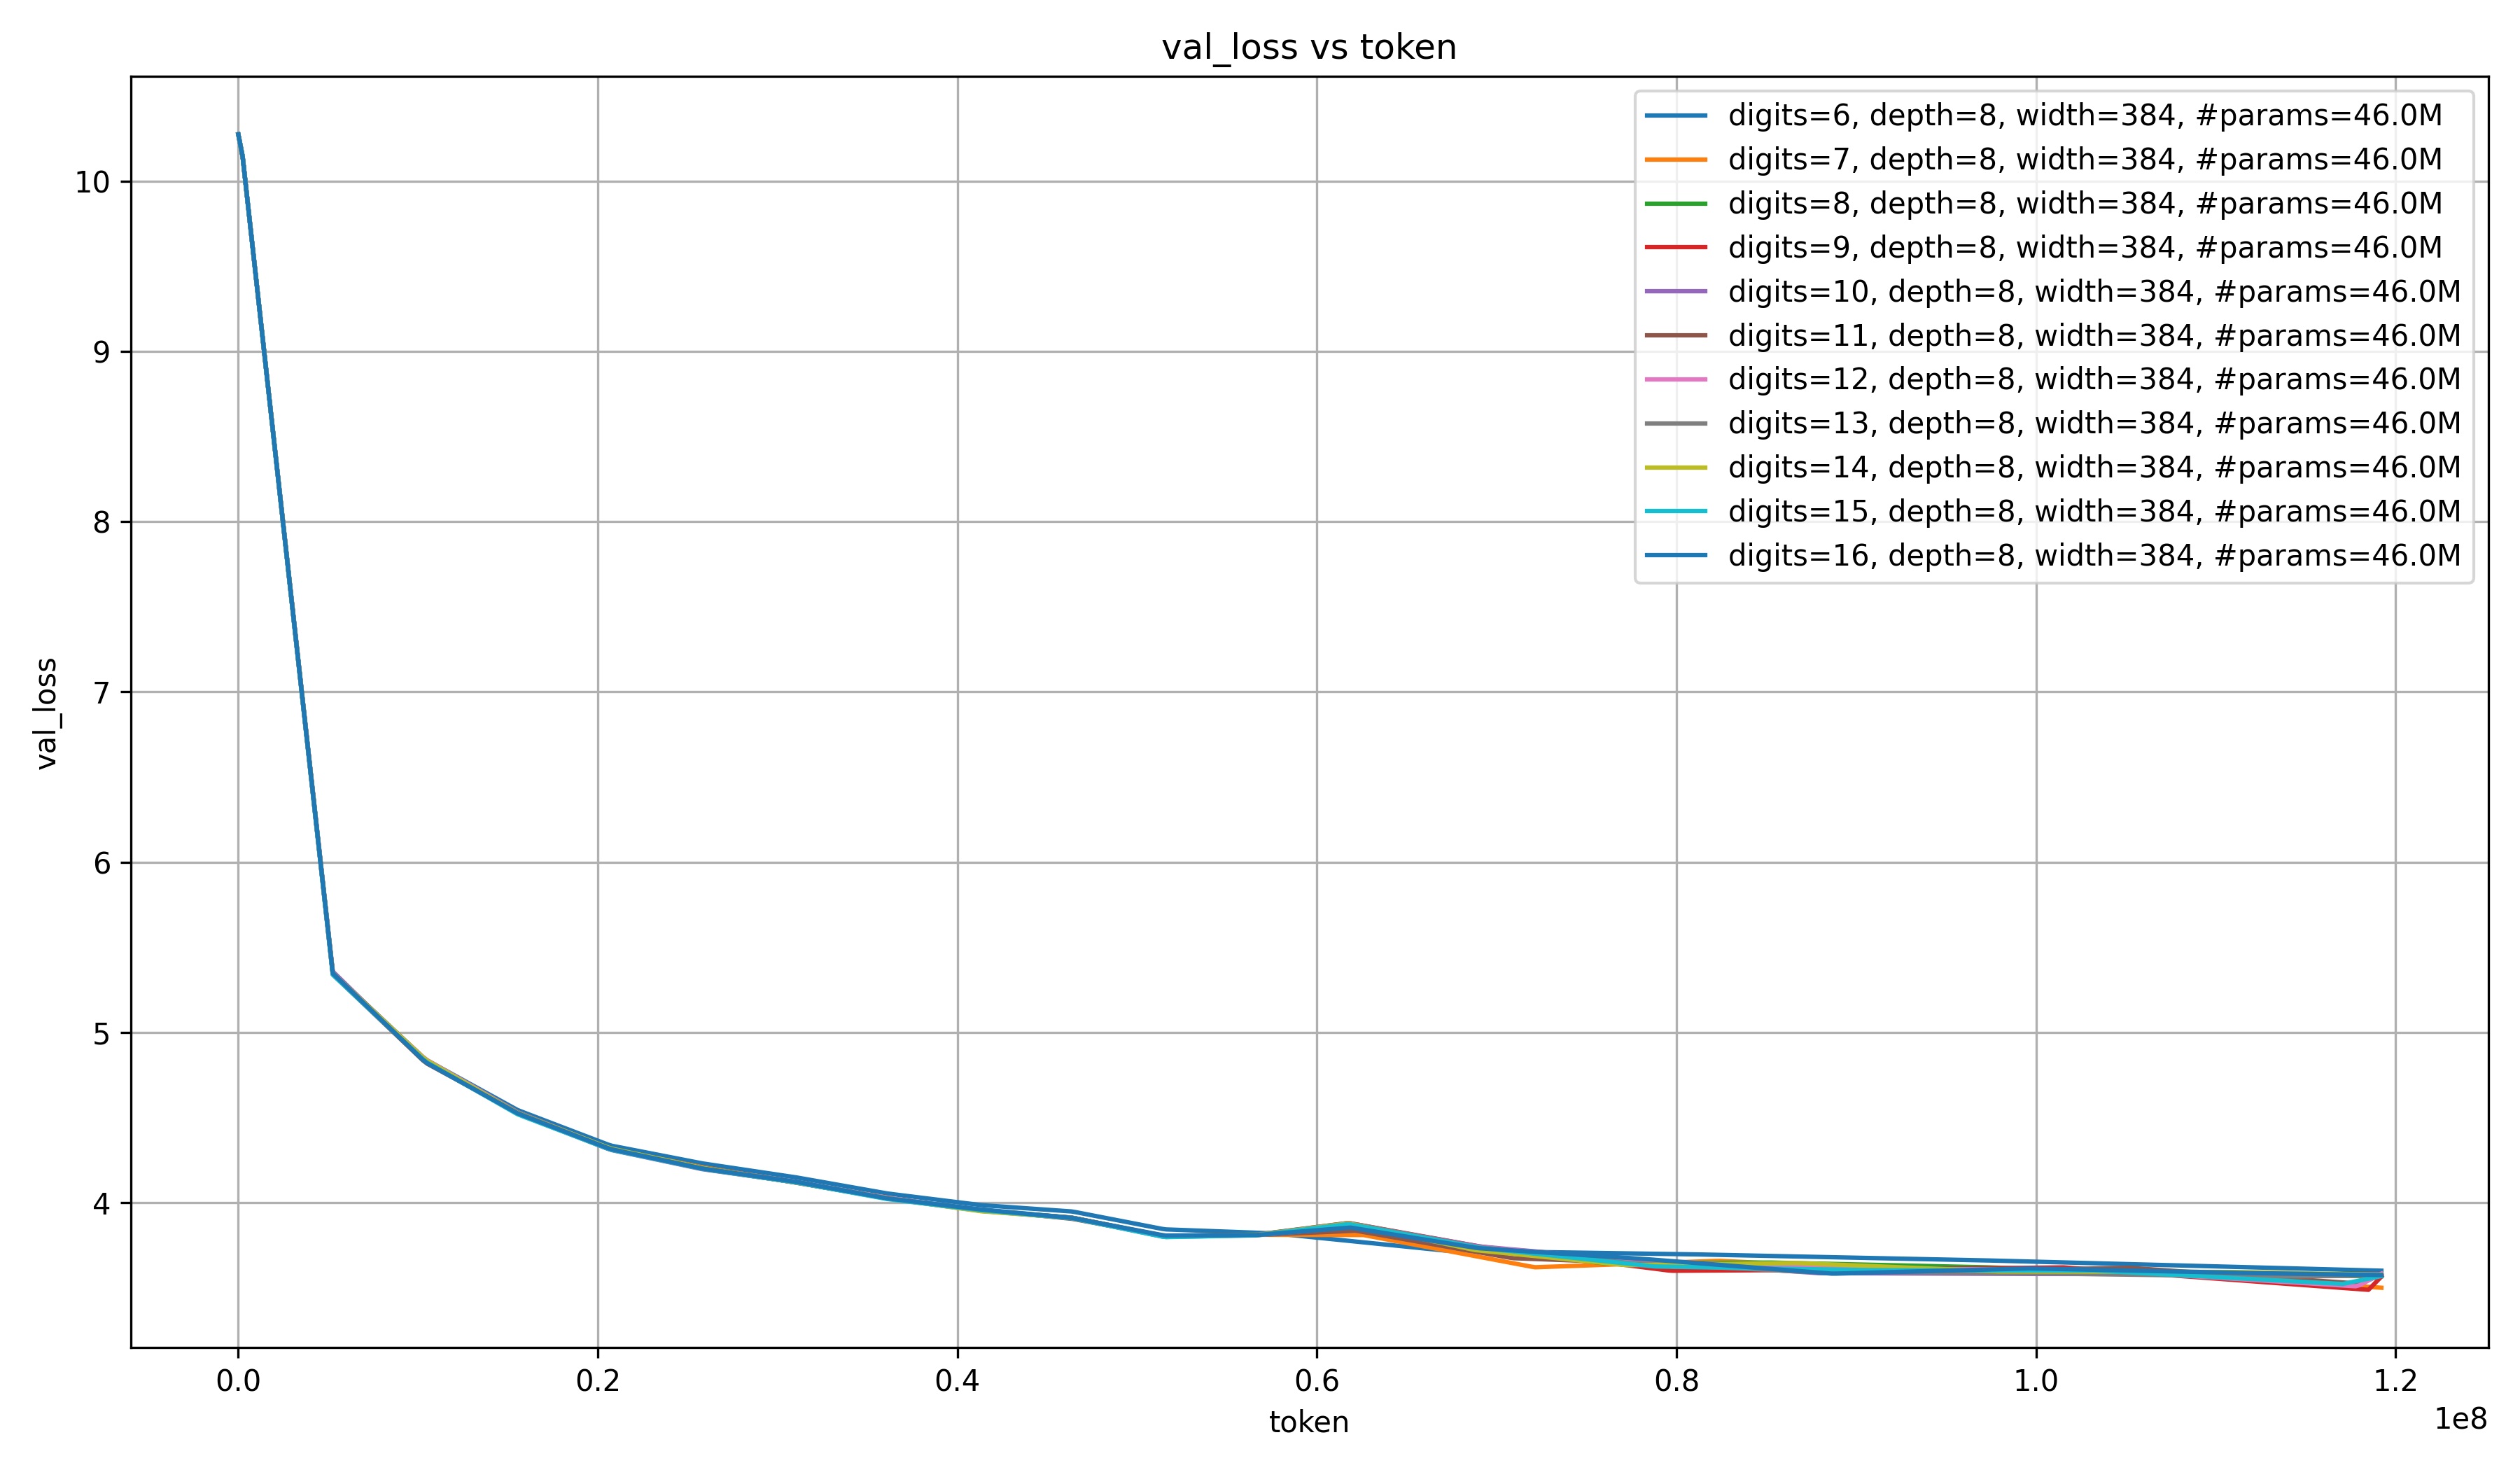 val_loss vs token
digits=6, depth=8, width=384, #params=46.0M
digits=7, depth=8, width=384, #params=46.0M
digits=8, depth=8, width=384, #params=46.0M
digits=9, depth=8, width=384, #params=46.0M
digits=10, depth=8, width=384, #params=46.0M
digits=11, depth=8, width=384, #params=46.0M
digits=12, depth=8, width=384, #params=46.0M
digits=13, depth=8, width=384, #params=46.0M
digits=14, depth=8, width=384, #params=46.0M
digits=15, depth=8, width=384, #params=46.0M
digits=16, depth=8, width=384, #params=46.0M
val_loss
10
9
8
7
6
5
4
0.0 0.2 0.4 0.6 0.8 1.0 1.2
token
1e8